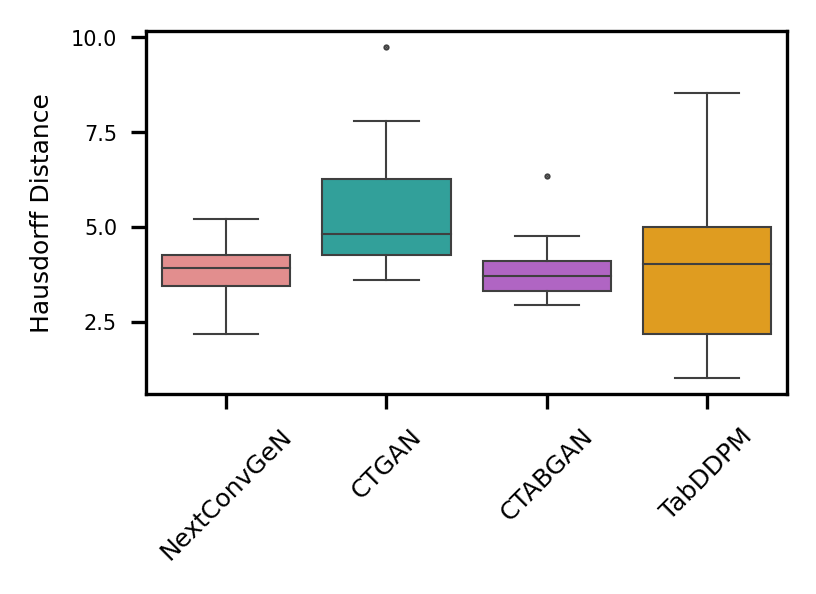 Hausdorff Distance
10.0
7.5
5.0
2.5
NextConvGeN
CTGAN
CTABGAN
TabDDPM